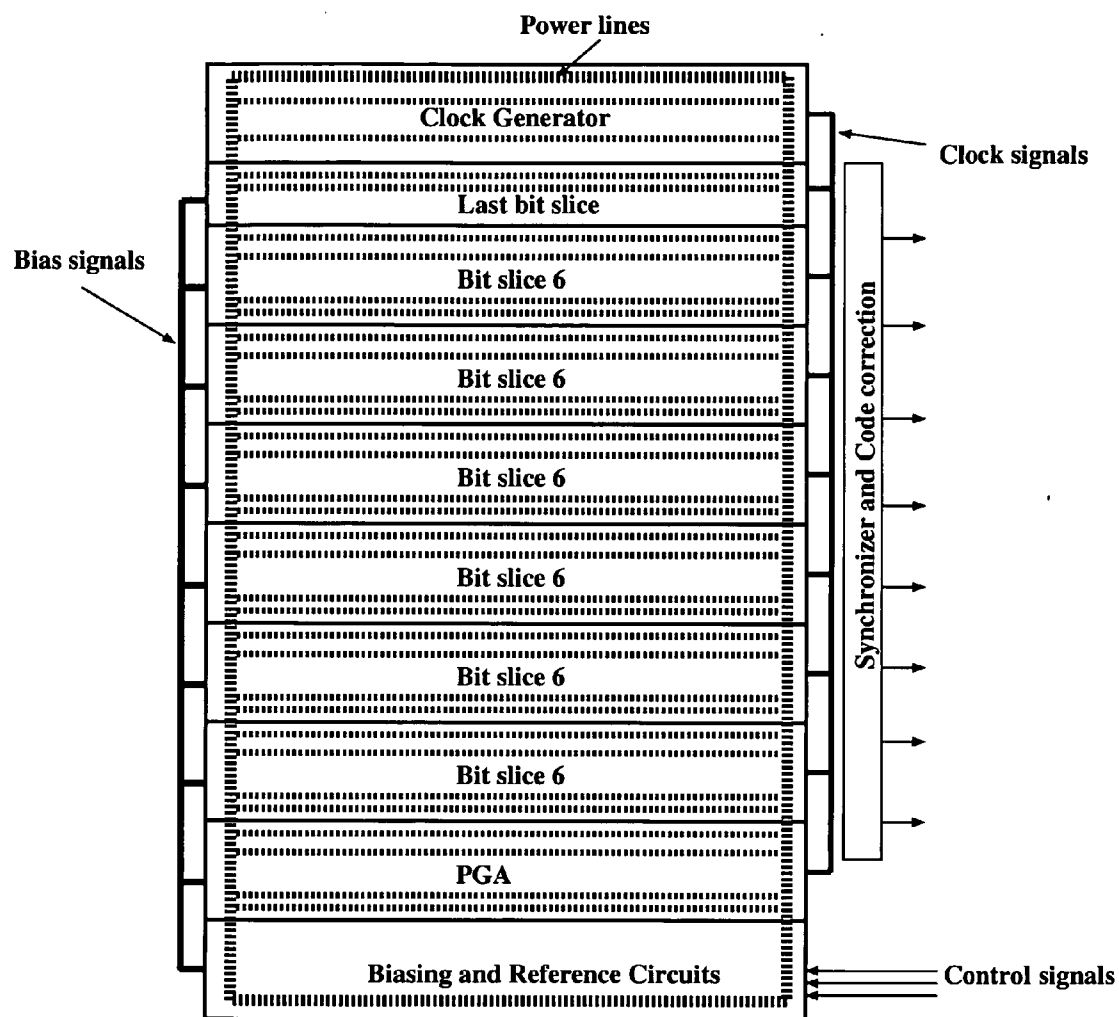 Power lines
Clock Generator
Clock signals
Last bit slice
Bias signals
Bit slice 6
Bit slice 6
Bit slice 6
Bit slice 6
Bit slice 6
Bit slice 6
Synchronizer and Code correction
PGA
Biasing and Reference Circuits
Control signals